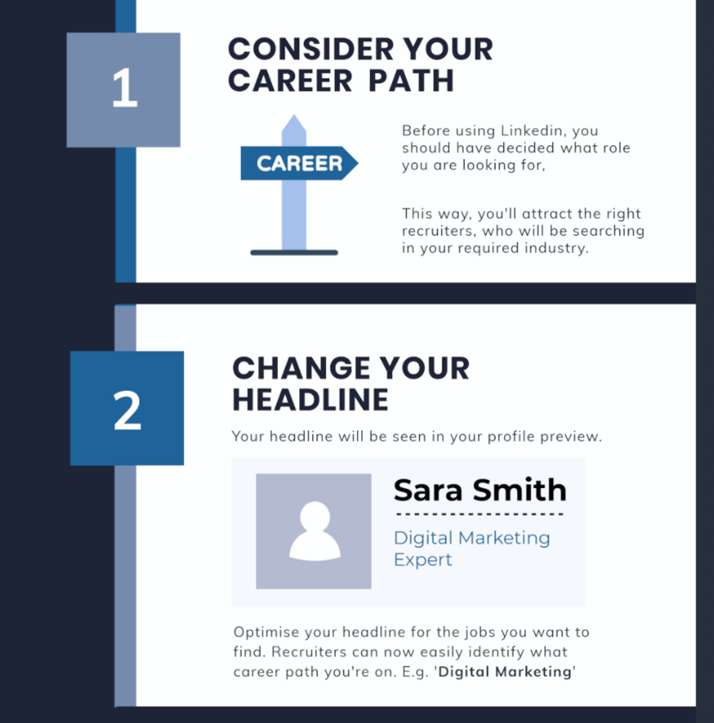 1
CONSIDER YOUR
CAREER PATH
CAREER
Before using Linkedin, you
should have decided what role
you are looking for,
This way, you'll attract the right
recruiters, who will be searching
in your required industry.
2
CHANGE YOUR
HEADLINE
Your headline will be seen in your profile preview.
Sara Smith
Digital Marketing
Expert
Optimise your headline for the jobs you want to
find. Recruiters can now easily identify what
career path you're on. E.g. 'Digital Marketing'